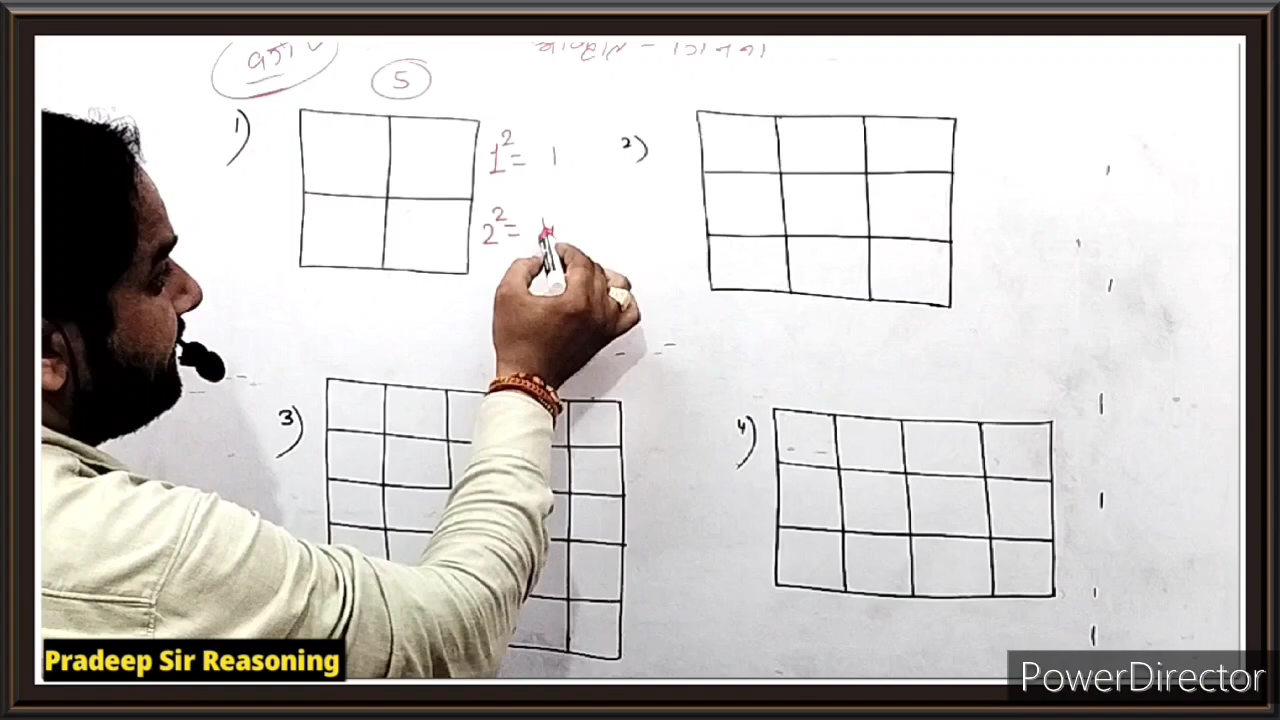 5
1) 1² = 1
2² =
2)
3)
4)
Pradeep Sir Reasoning
PowerDirector